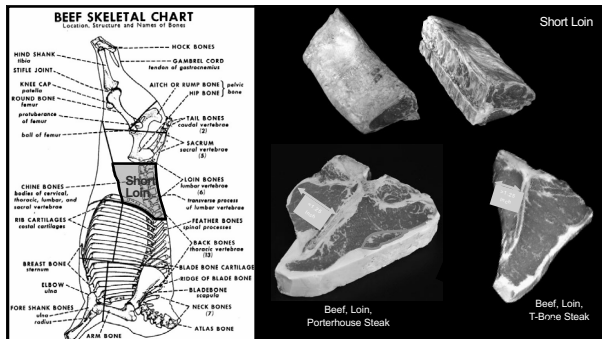 BEEF SKELETAL CHART
Location, Structure and Names of Bones
HOCK BONES
HIND SHANK
tibia
GAMBREL CORD
tendon of gastrocnemius
STIFLE JOINT
KNEE CAP
patella
AITCH OR RUMP BONE
HIP BONE
pelvic
bone
ROUND BONE
femur
protuberance
of femur
TAIL BONES
caudal vertebrae
(2)
ball of femur
SACRUM
sacral vertebrae
(5)
Short
Loin
LOIN BONES
lumbar vertebrae
(6)
CHINE BONES
bodies of cervical,
thoracic, lumbar, and
sacral vertebrae
transverse process
of lumbar vertebrae
RIB CARTILAGES
costal cartilages
FEATHER BONES
spinal processes
BACK BONES
thoracic vertebrae
(13)
BREAST BONE
sternum
BLADE BONE CARTILAGE
RIDGE OF BLADE BONE
ELBOW
ulna
BLADEBONE
scapula
FORE SHANK BONES
ulna
radius
NECK BONES
(7)
ATLAS BONE
ARM BONE
Short Loin
Beef, Loin,
Porterhouse Steak
Beef, Loin,
T-Bone Steak